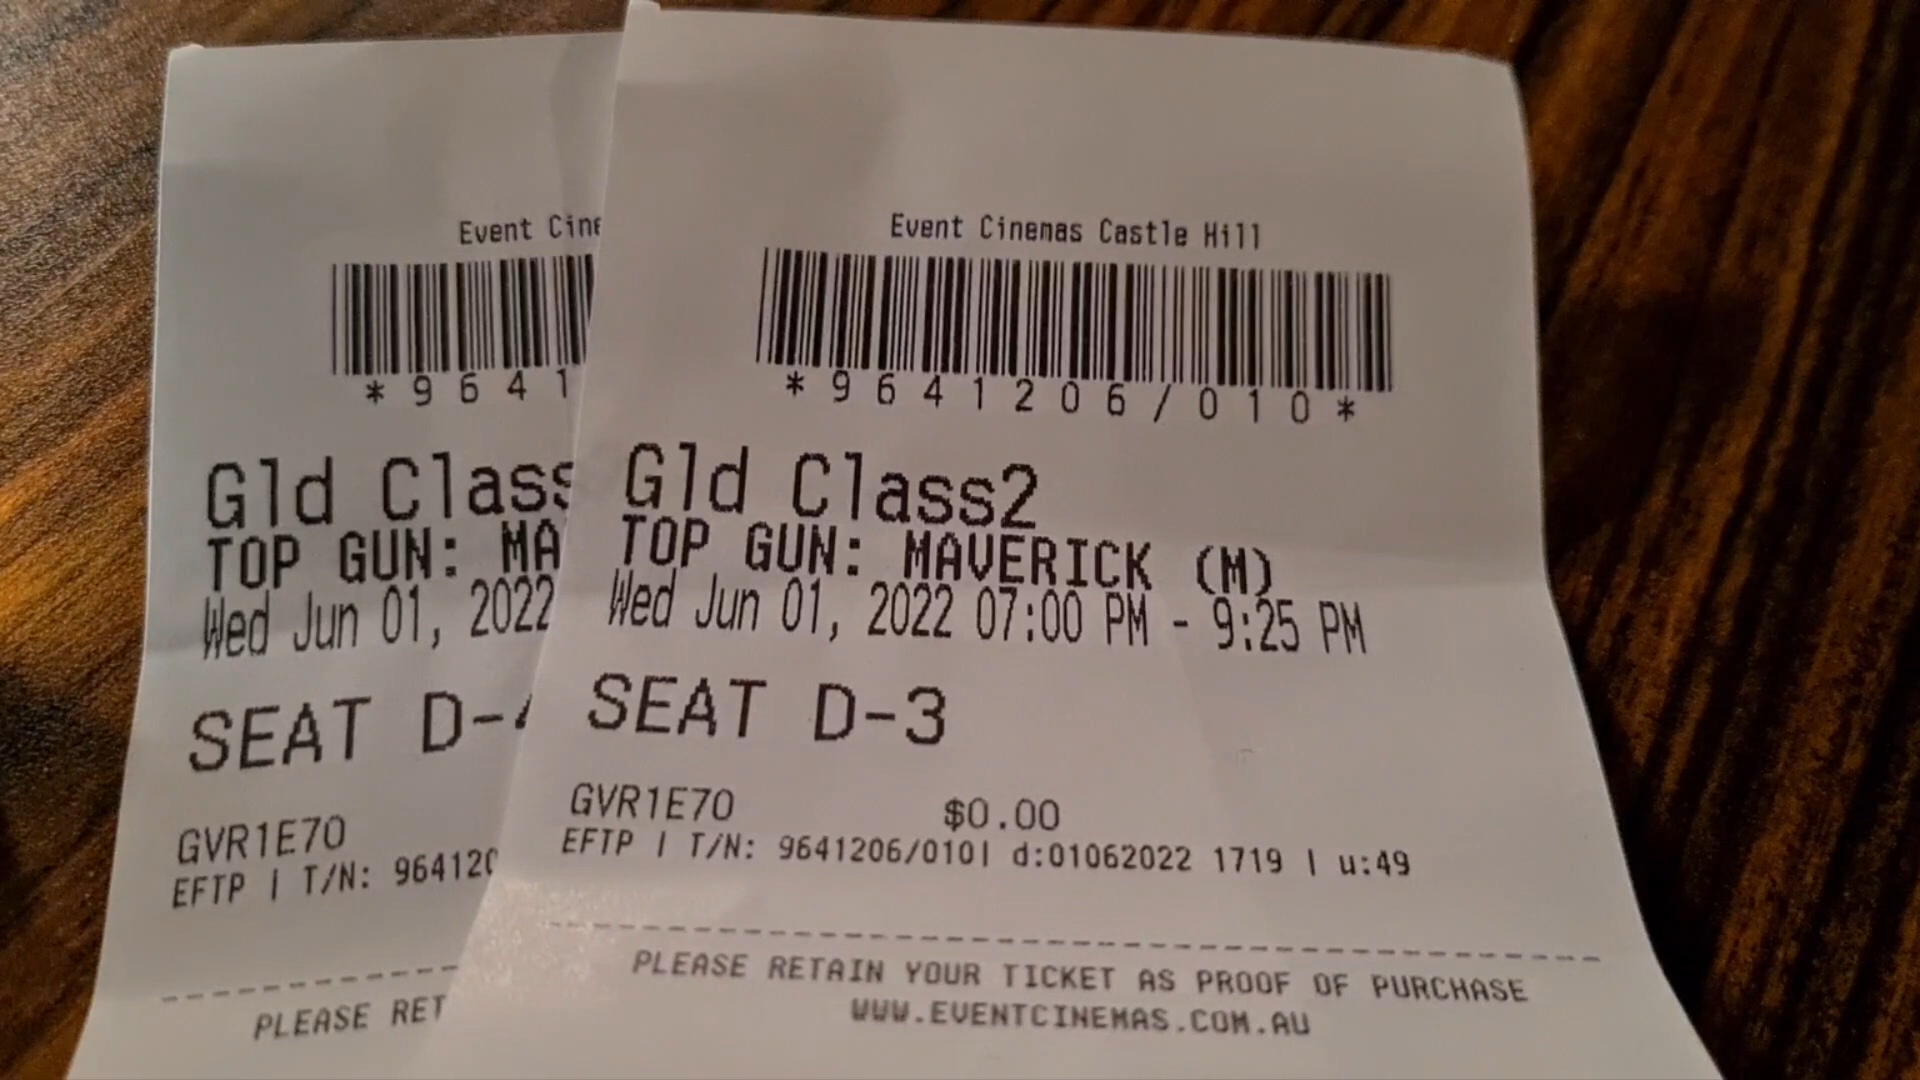 Event Cine
*9641
Gld Class
TOP GUN: MA
Wed Jun 01, 2022
SEAT D-
GVR1E70
EFTP | T/N: 96412
PLEASE RET
Event Cinemas Castle Hill
*9641206/010*
Gld Class2
TOP GUN: MAVERICK (M)
Wed Jun 01, 2022 07:00 PM - 9:25 PM
SEAT D-3
GVR1E70 $0.00
EFTP | T/N: 9641206/010| d:01062022 1719 | u:49
PLEASE RETAIN YOUR TICKET AS PROOF OF PURCHASE
WWW.EVENTCINEMAS.COM.AU